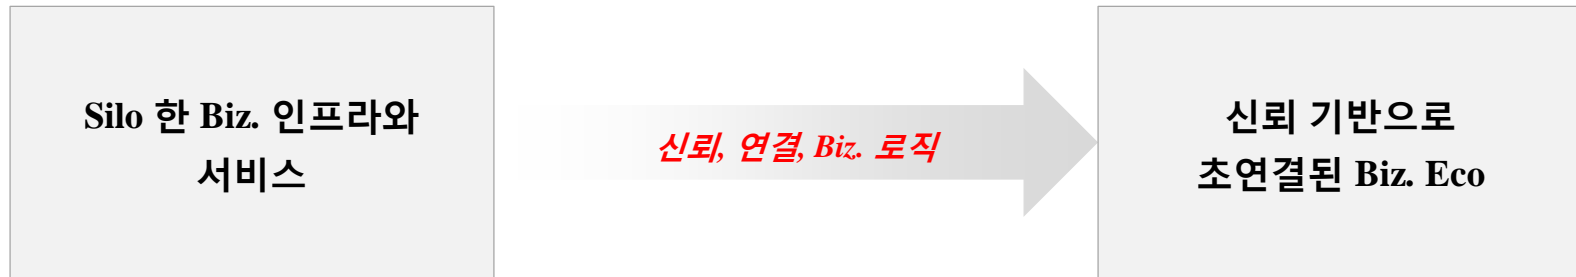 Silo 한 Biz. 인프라와
서비스
신뢰, 연결, Biz. 로직
신뢰 기반으로
초연결된 Biz. Eco